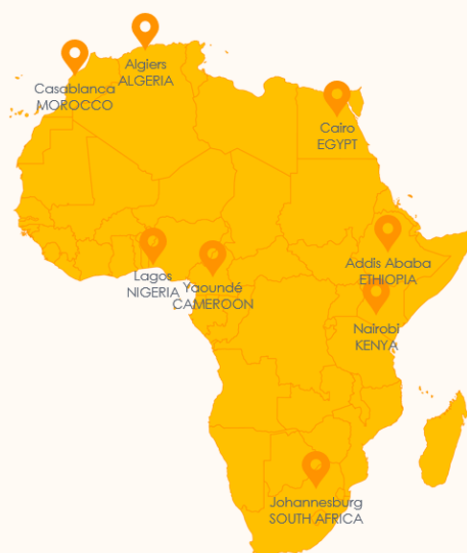 Algiers
ALGERIA
Casablanca
MOROCCO
Cairo
EGYPT
Addis Ababa
ETHIOPIA
Lagos
NIGERIA
Yaoundé
CAMEROON
Nairobi
KENYA
Johannesburg
SOUTH AFRICA